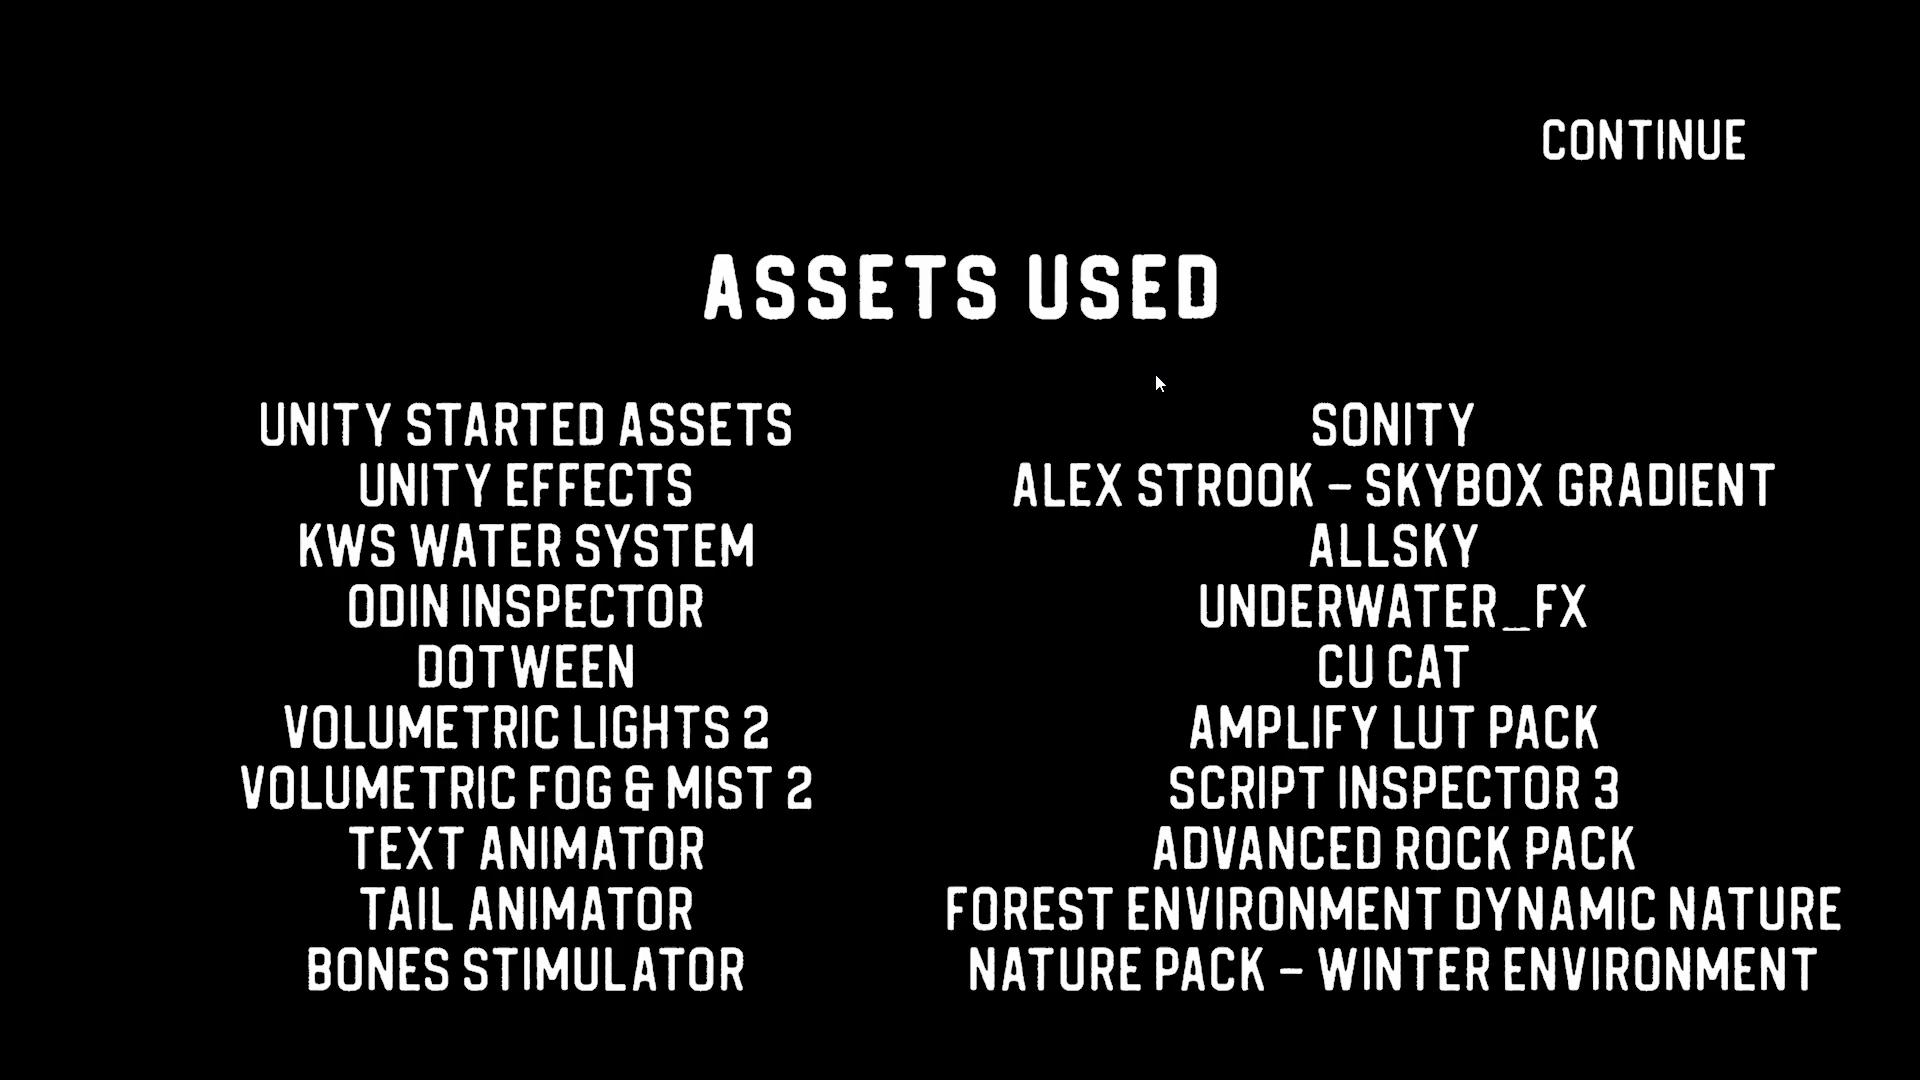 CONTINUE
ASSETS USED
UNITY STARTED ASSETS
UNITY EFFECTS
KWS WATER SYSTEM
ODIN INSPECTOR
DOTWEEN
VOLUMETRIC LIGHTS 2
VOLUMETRIC FOG & MIST 2
TEXT ANIMATOR
TAIL ANIMATOR
BONES STIMULATOR
SONITY
ALEX STROOK – SKYBOX GRADIENT
ALLSKY
UNDERWATER_FX
CU CAT
AMPLIFY LUT PACK
SCRIPT INSPECTOR 3
ADVANCED ROCK PACK
FOREST ENVIRONMENT DYNAMIC NATURE
NATURE PACK – WINTER ENVIRONMENT